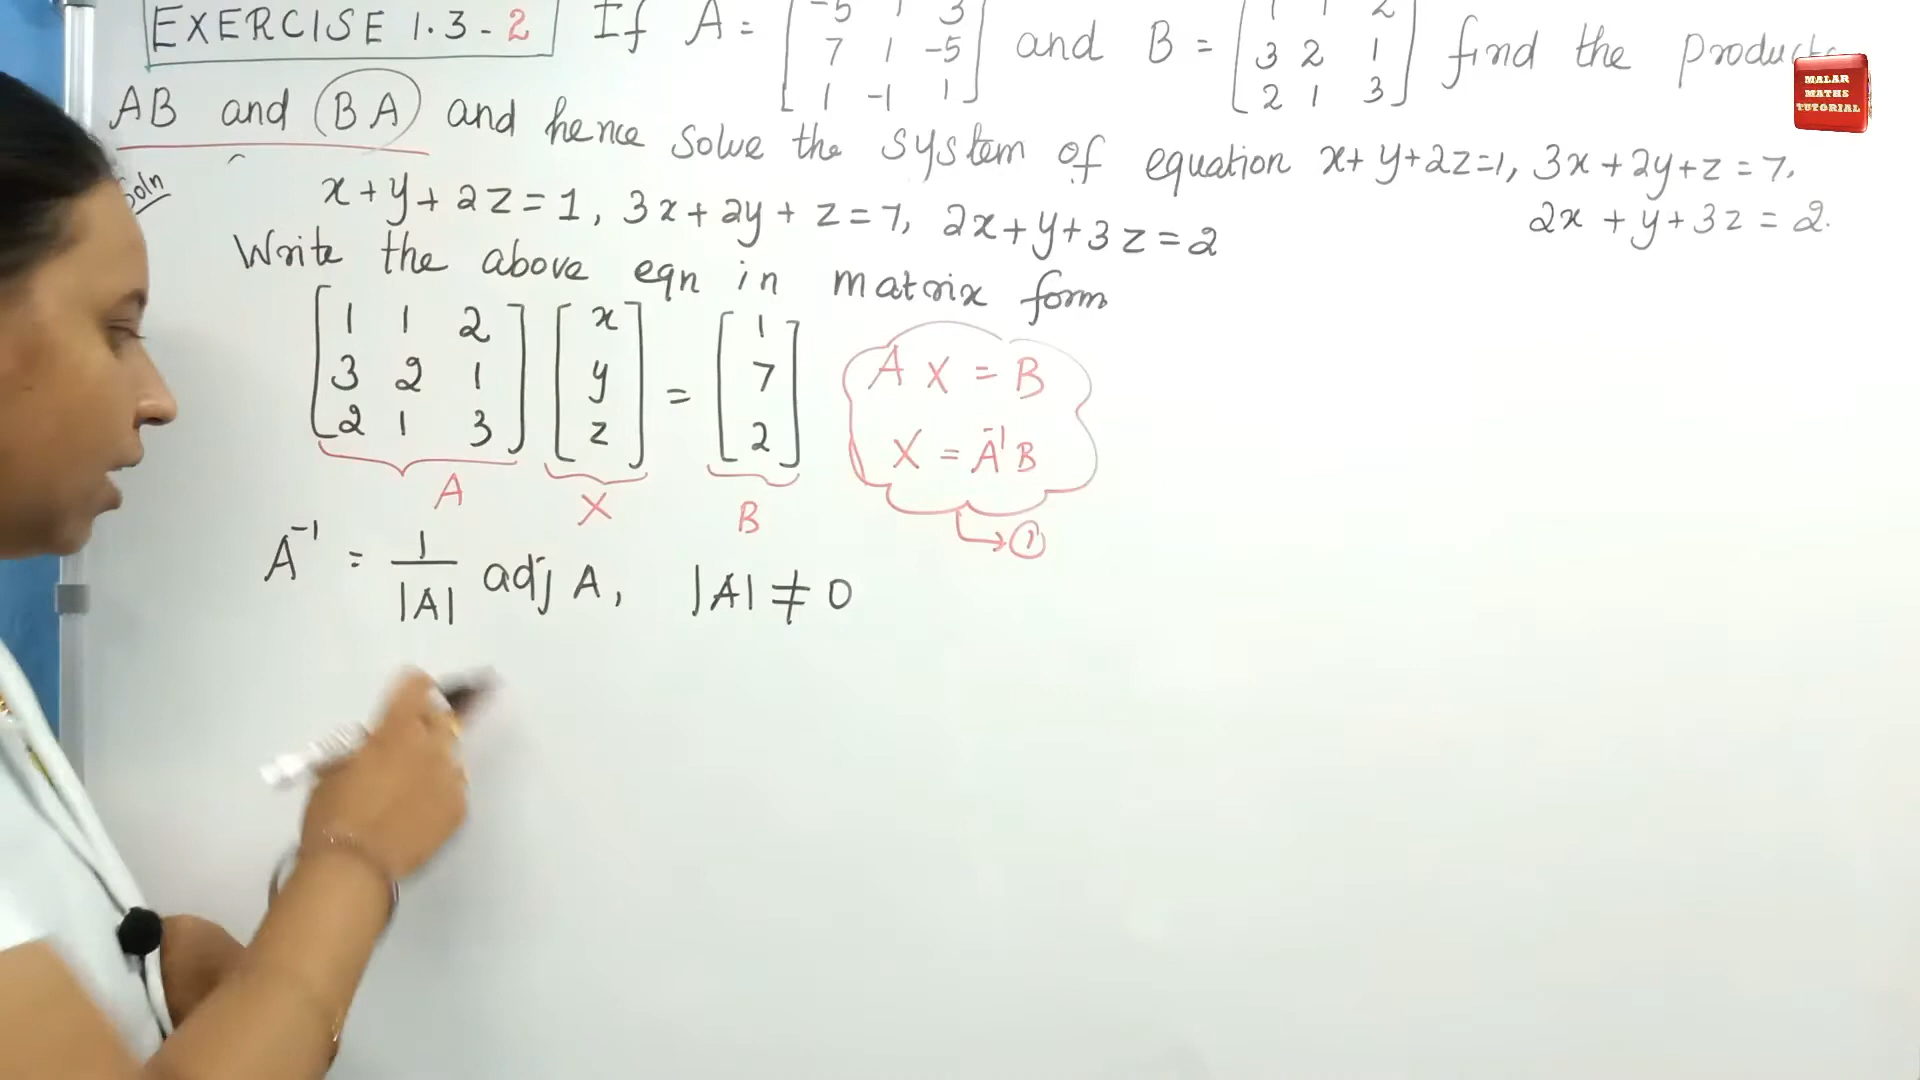 EXERCISE 1.3-2 If A = [-5 1 3 and B = [1 1 2
7 1 -5 3 2 1 find the product
1 -1 1] 2 1 3]
AB and BA and hence solve the system of equation x+y+2z=1, 3x+2y+z=7,
2x+y+3z=2.
Soln
x+y+2z=1, 3x+2y+z=7, 2x+y+3z=2
Write the above eqn in matrix form
[1 1 2 [x [1
3 2 1 y = 7
2 1 3] z] 2]
A X B
AX = B
X = A⁻¹B
①
A⁻¹ = 1/|A| adj A, |A| ≠ 0
MALAR
MATHS
TUTORIAL